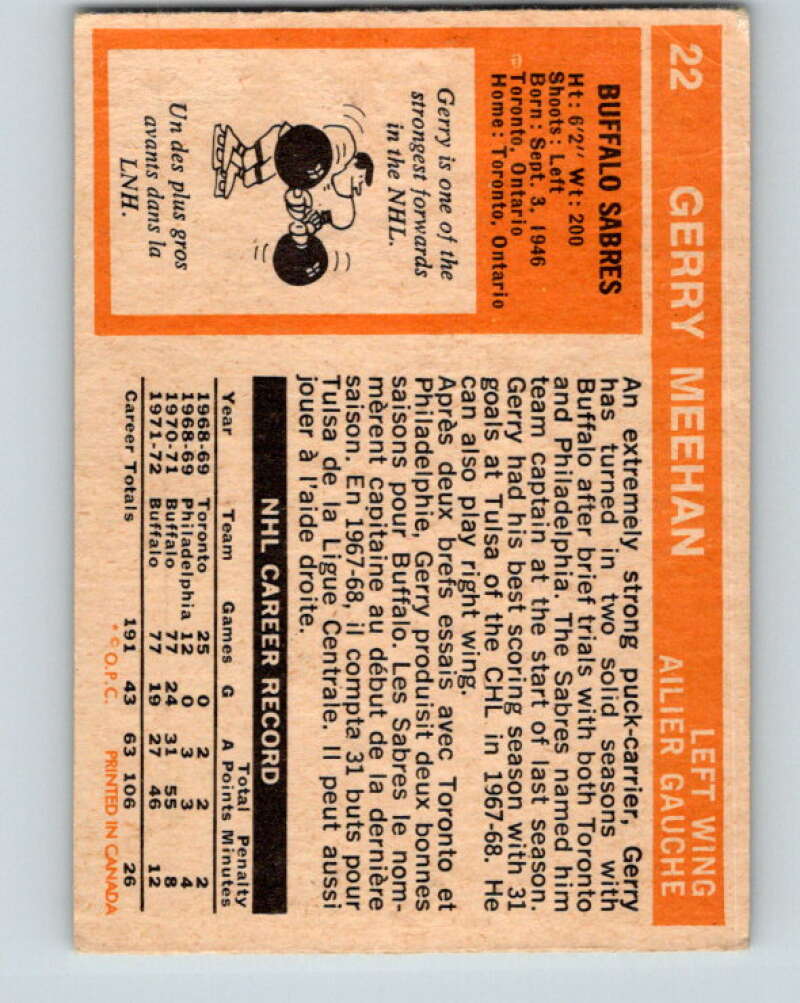 22 GERRY MEEHAN
LEFT WING
AILIER GAUCHE
BUFFALO SABRES
Ht: 6'2" Wt: 200
Shoots: Left
Born: Sept. 3, 1946
Toronto, Ontario
Home: Toronto, Ontario
Gerry is one of the
strongest forwards
in the NHL.
Un des plus gros
avants dans la
LNH.
An extremely strong puck-carrier, Gerry
has turned in two solid seasons with
Buffalo after brief trials with both Toronto
and Philadelphia. The Sabres named him
team captain at the start of last season.
Gerry had his best scoring season with 31
goals at Tulsa of the CHL in 1967-68. He
can also play right wing.
Après deux brefs essais avec Toronto et
Philadelphie, Gerry produisit deux bonnes
saisons pour Buffalo. Les Sabres le nom-
mèrent capitaine au début de la dernière
saison. En 1967-68, il compta 31 buts pour
Tulsa de la Ligue Centrale. Il peut aussi
jouer à l'aide droite.
NHL CAREER RECORD
Total Penalty
Year Team Games G A Points Minutes
1968-69 Toronto 25 0 2 2 2
1968-69 Philadelphia 12 0 3 3 4
1970-71 Buffalo 77 24 31 55 8
1971-72 Buffalo 77 19 27 46 12
Career Totals 191 43 63 106 26
* © O.P.C. PRINTED IN CANADA